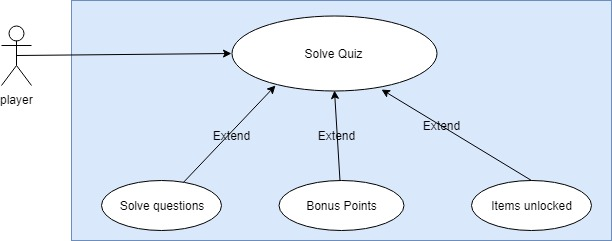 Solve Quiz
player
Extend
Extend
Extend
Solve questions
Bonus Points
Items unlocked